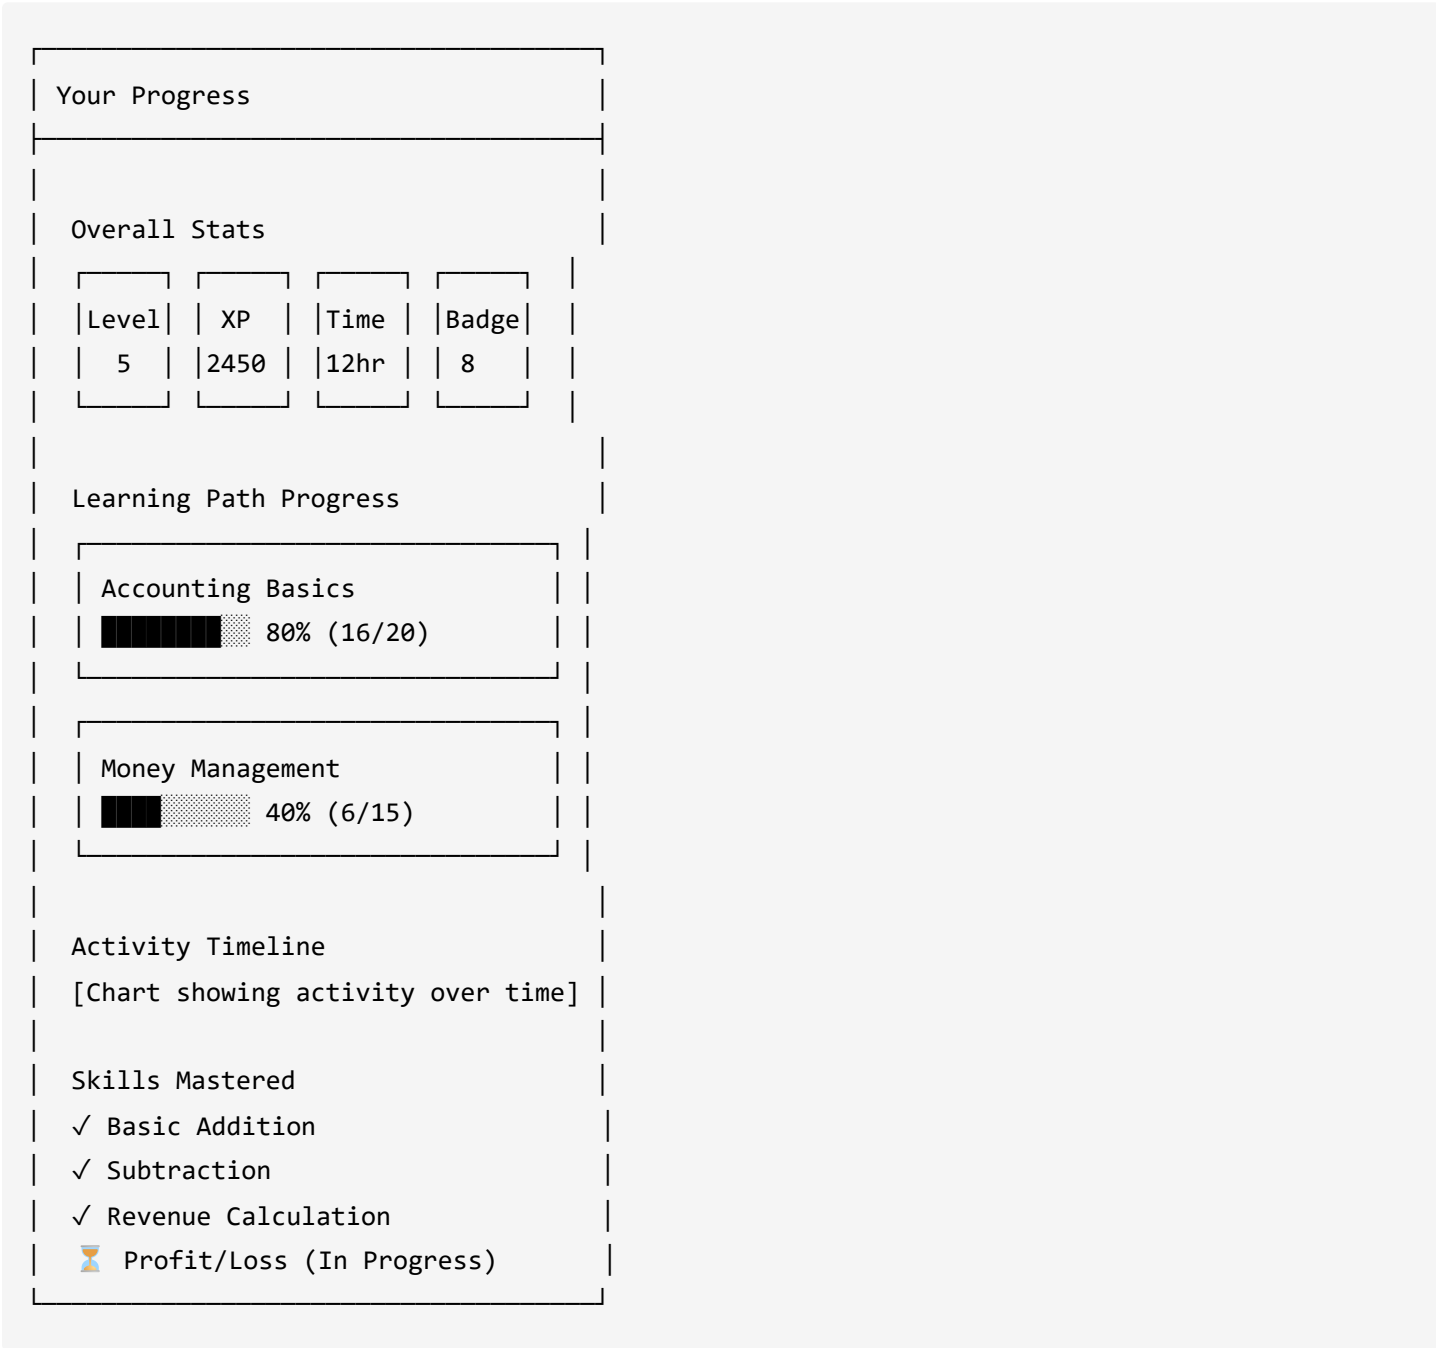 Your Progress
Overall Stats
Level XP Time Badge
5 2450 12hr 8
Learning Path Progress
Accounting Basics
80% (16/20)
Money Management
40% (6/15)
Activity Timeline
[Chart showing activity over time]
Skills Mastered
✓ Basic Addition
✓ Subtraction
✓ Revenue Calculation
⏳ Profit/Loss (In Progress)